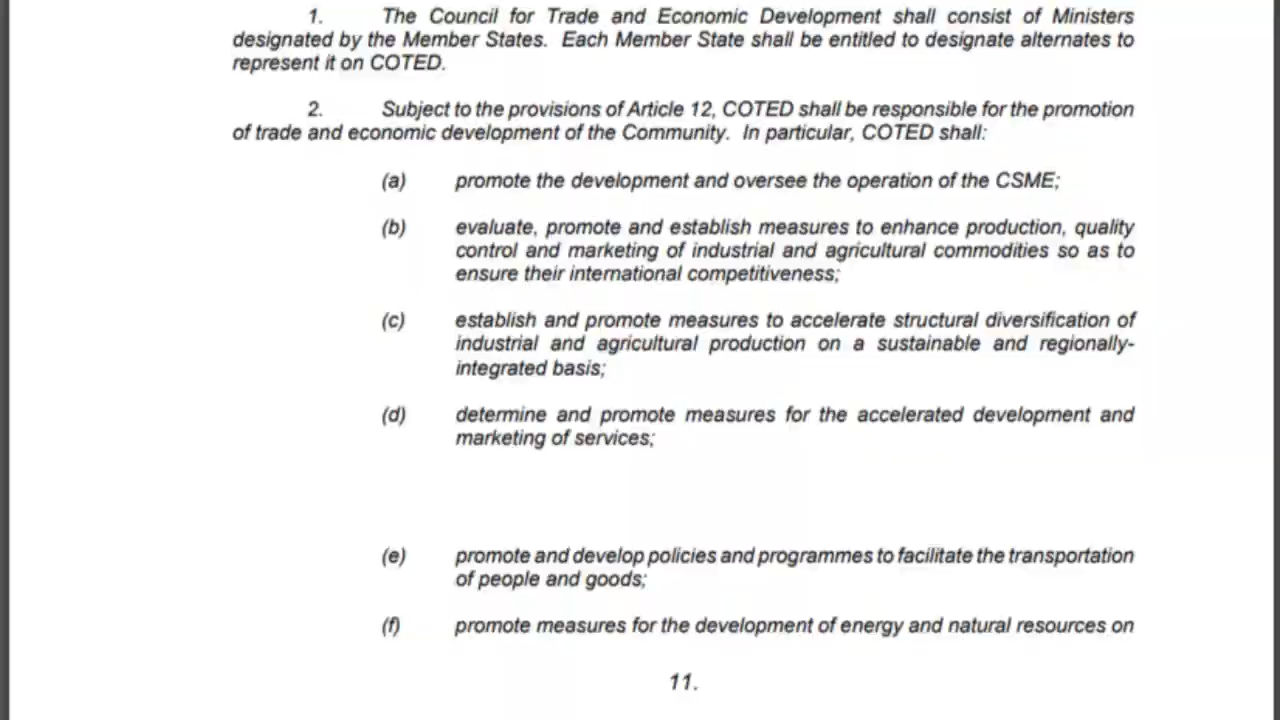 1. The Council for Trade and Economic Development shall consist of Ministers
designated by the Member States. Each Member State shall be entitled to designate alternates to
represent it on COTED.
2. Subject to the provisions of Article 12, COTED shall be responsible for the promotion
of trade and economic development of the Community. In particular, COTED shall:
(a) promote the development and oversee the operation of the CSME;
(b) evaluate, promote and establish measures to enhance production, quality
control and marketing of industrial and agricultural commodities so as to
ensure their international competitiveness;
(c) establish and promote measures to accelerate structural diversification of
industrial and agricultural production on a sustainable and regionally-
integrated basis;
(d) determine and promote measures for the accelerated development and
marketing of services;
(e) promote and develop policies and programmes to facilitate the transportation
of people and goods;
(f) promote measures for the development of energy and natural resources on
11.